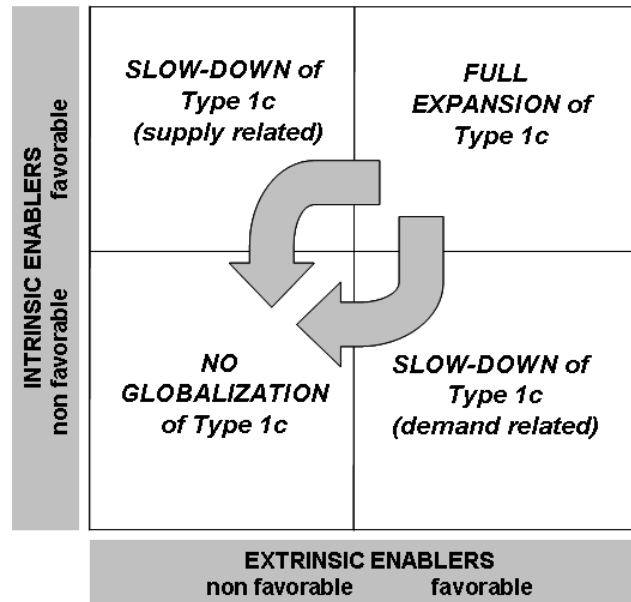 SLOW-DOWN of
Type 1c
(supply related)
FULL
EXPANSION of
Type 1c
INTRINSIC ENABLERS
non favorable favorable
NO
GLOBALIZATION
of Type 1c
SLOW-DOWN of
Type 1c
(demand related)
EXTRINSIC ENABLERS
non favorable favorable